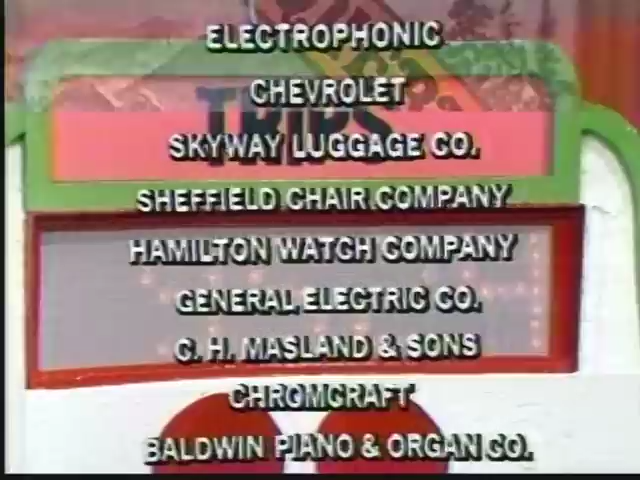 ELECTROPHONIC
CHEVROLET
TRIPS
SKYWAY LUGGAGE CO.
SHEFFIELD CHAIR COMPANY
HAMILTON WATCH COMPANY
GENERAL ELECTRIC CO.
C. H. MASLAND & SONS
CHROMCRAFT
BALDWIN PIANO & ORGAN CO.